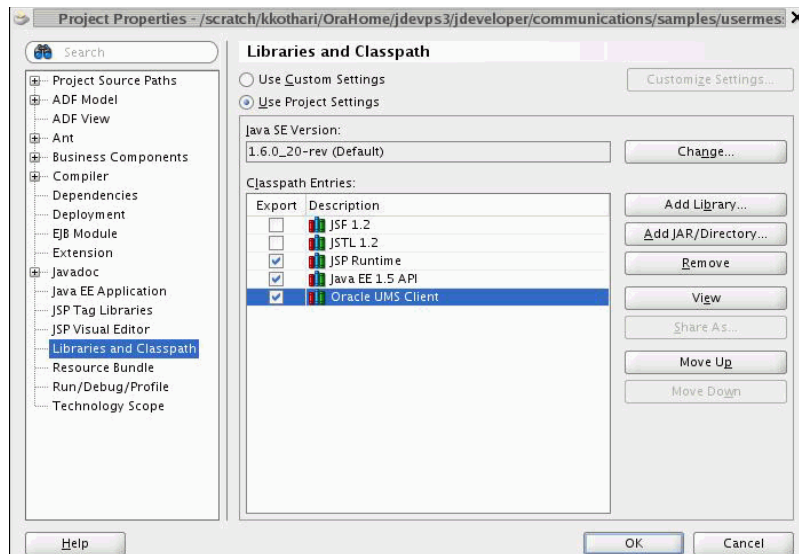 Project Properties - /scratch/kkothari/OraHome/jdevps3/jdeveloper/communications/samples/usermes:
Search
Project Source Paths
ADF Model
ADF View
Ant
Business Components
Compiler
Dependencies
Deployment
EJB Module
Extension
Javadoc
Java EE Application
JSP Tag Libraries
JSP Visual Editor
Libraries and Classpath
Resource Bundle
Run/Debug/Profile
Technology Scope
Libraries and Classpath
Use Custom Settings
Customize Settings...
Use Project Settings
Java SE Version:
1.6.0_20-rev (Default)
Change...
Classpath Entries:
Export Description
JSF 1.2
JSTL 1.2
JSP Runtime
Java EE 1.5 API
Oracle UMS Client
Add Library...
Add JAR/Directory...
Remove
View
Share As...
Move Up
Move Down
Help
OK
Cancel